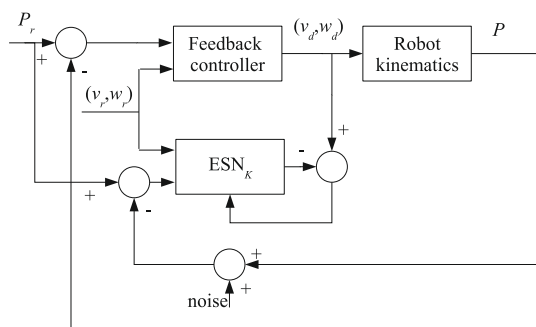 P_r
+
-
Feedback
controller
(v_d,w_d)
Robot
kinematics
P
(v_r,w_r)
+
-
ESN_K
+
-
+
+
noise